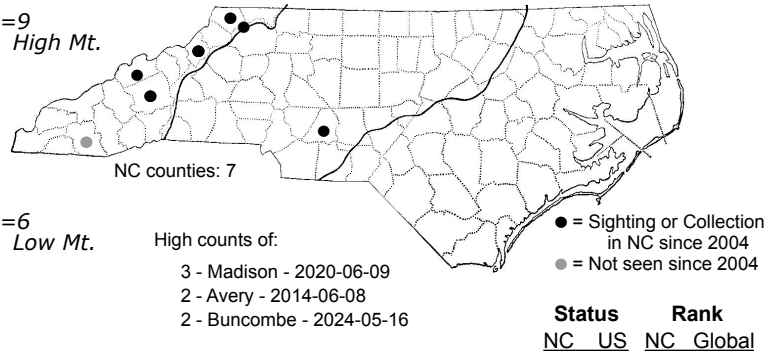 =9
High Mt.
NC counties: 7
=6
Low Mt.
High counts of:
3 - Madison - 2020-06-09
2 - Avery - 2014-06-08
2 - Buncombe - 2024-05-16
● = Sighting or Collection
in NC since 2004
● = Not seen since 2004
Status Rank
NC US NC Global